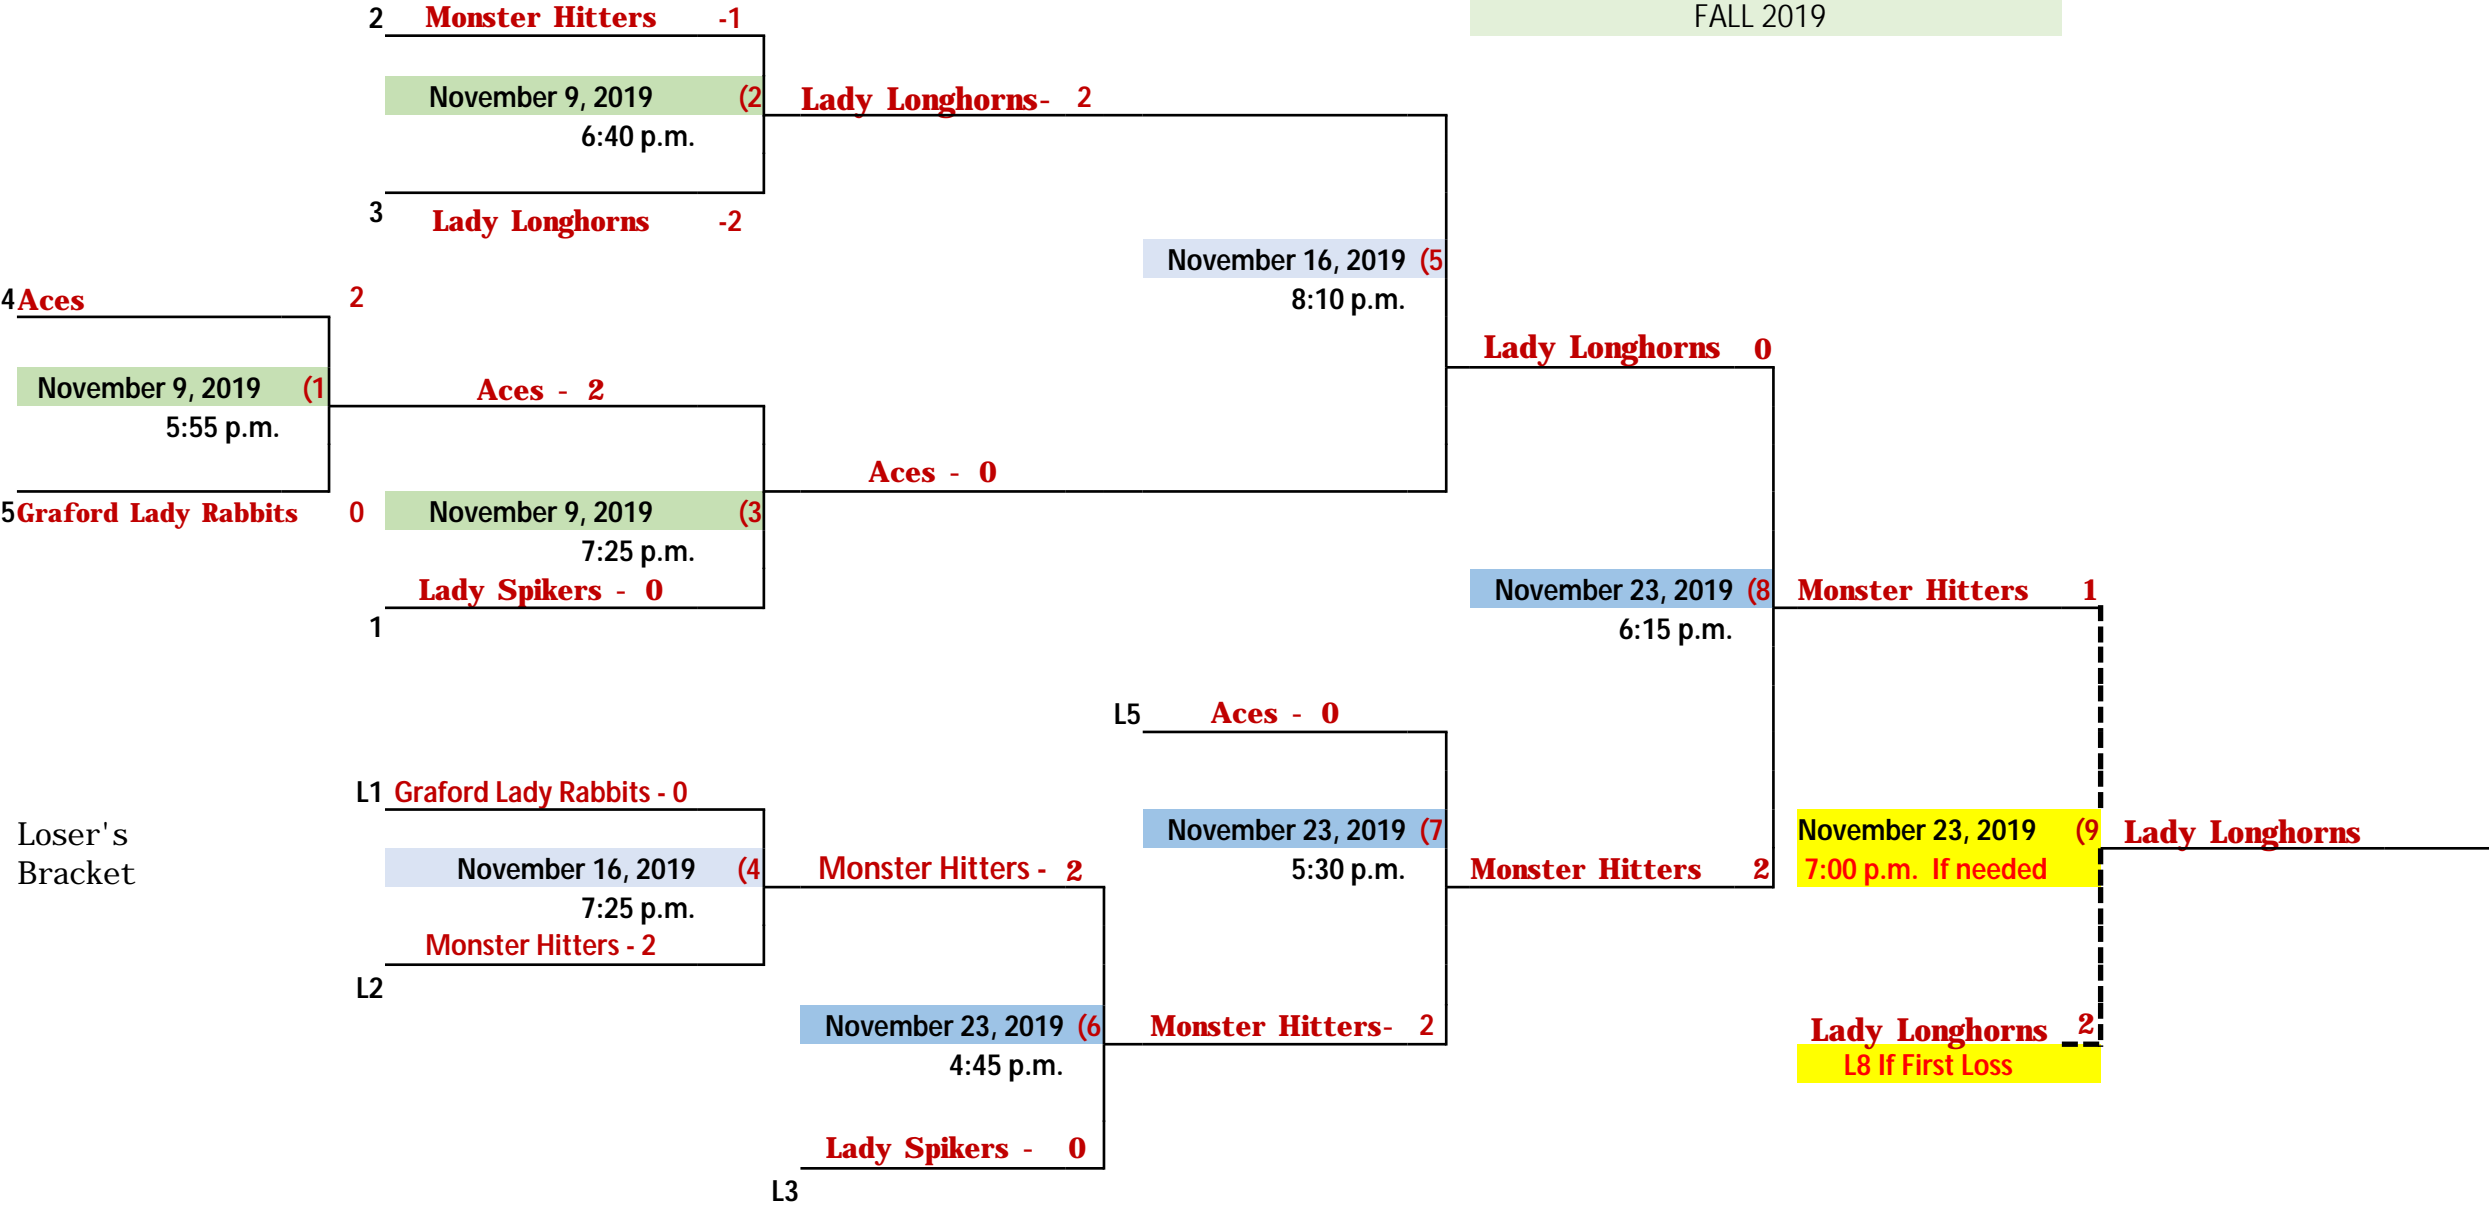 FALL 2019
2 Monster Hitters -1
November 9, 2019 (2
6:40 p.m.
Lady Longhorns- 2
3
Lady Longhorns -2
November 16, 2019 (5
8:10 p.m.
4 Aces 2
November 9, 2019 (1
5:55 p.m.
5 Graford Lady Rabbits 0
Aces - 2
November 9, 2019 (3
7:25 p.m.
Lady Spikers - 0
1
Aces - 0
Lady Longhorns 0
November 23, 2019 (8
6:15 p.m.
Monster Hitters 1
Loser's
Bracket
L1 Graford Lady Rabbits - 0
November 16, 2019 (4
7:25 p.m.
Monster Hitters - 2
L2
Monster Hitters - 2
November 23, 2019 (6
4:45 p.m.
Lady Spikers - 0
L3
L5 Aces - 0
November 23, 2019 (7
5:30 p.m.
Monster Hitters- 2
Monster Hitters 2
November 23, 2019 (9
7:00 p.m. If needed
Lady Longhorns
Lady Longhorns 2
L8 If First Loss